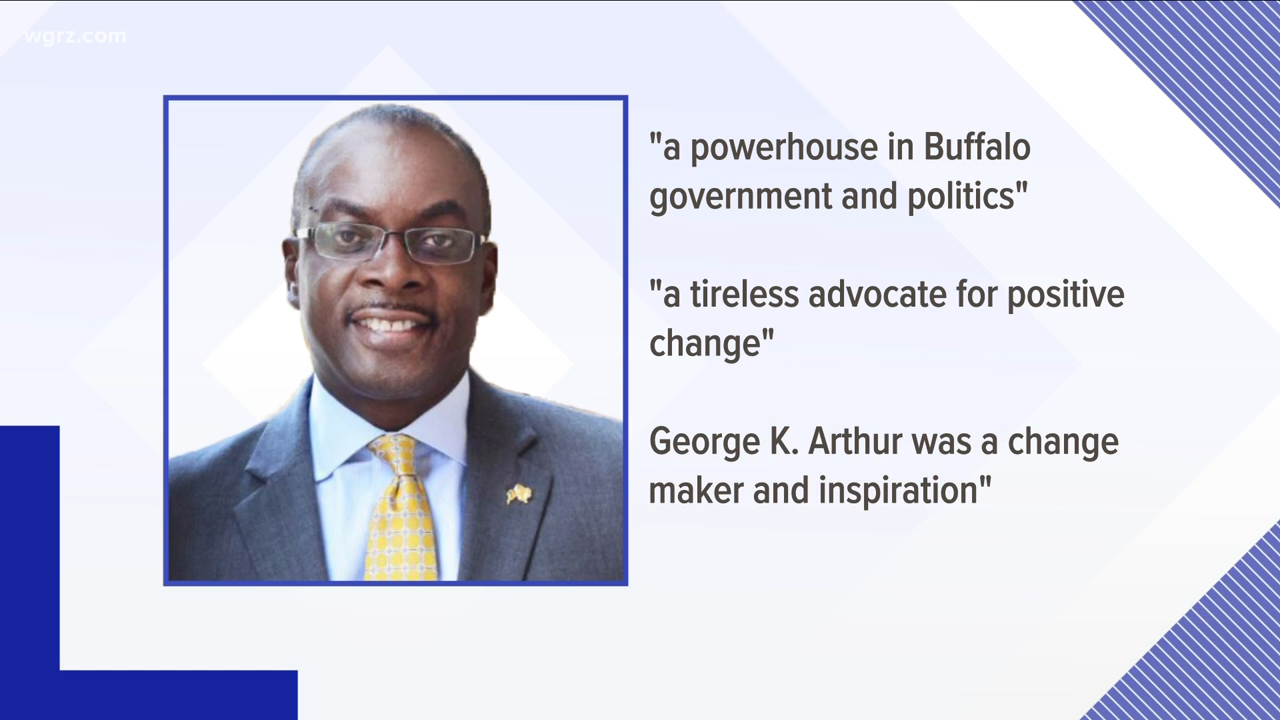 wgrz.com
"a powerhouse in Buffalo
government and politics"
"a tireless advocate for positive
change"
George K. Arthur was a change
maker and inspiration"